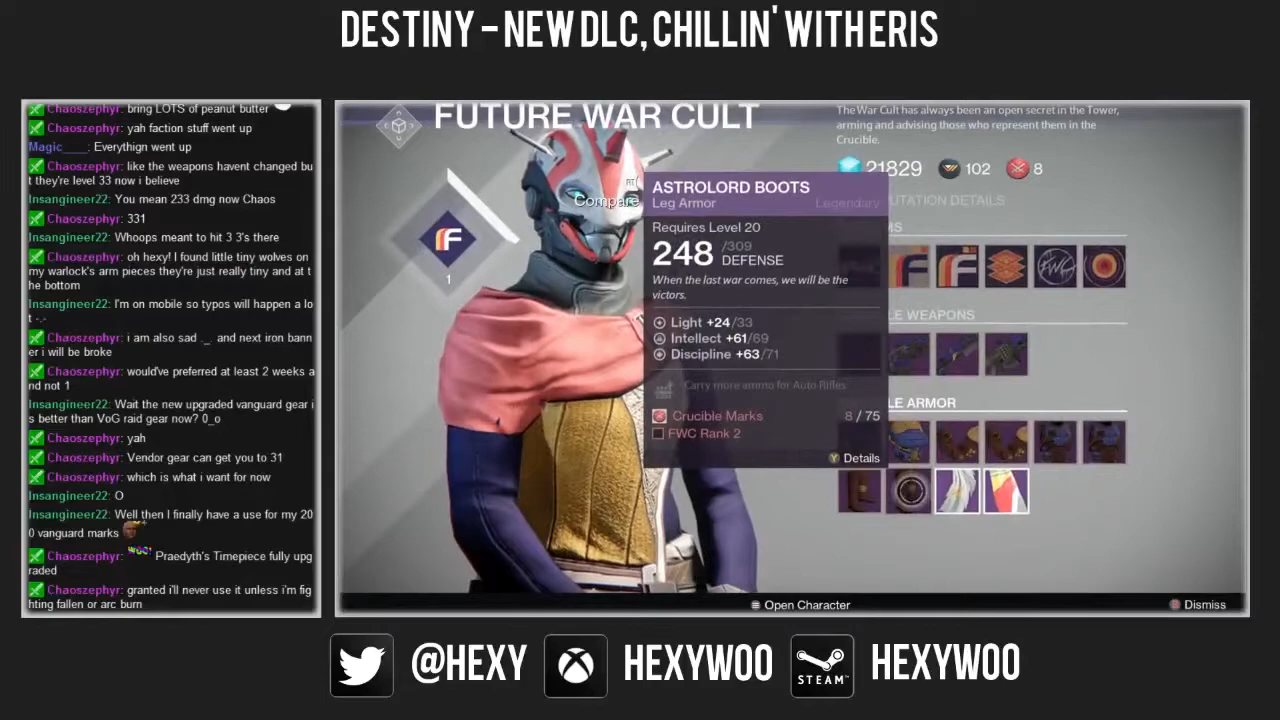 DESTINY - NEW DLC, CHILLIN' WITH ERIS
Chaoszephyr: bring LOTS of peanut butter
Chaoszephyr: yah faction stuff went up
Magic____: Everythign went up
Chaoszephyr: like the weapons havent changed bu
t they're level 33 now i believe
Insangineer22: You mean 233 dmg now Chaos
Chaoszephyr: 331
Insangineer22: Whoops meant to hit 3 3's there
Chaoszephyr: oh hexy! I found little tiny wolves on
my warlock's arm pieces they're just really tiny and at t
he bottom
Insangineer22: I'm on mobile so typos will happen a lo
t -.-
Chaoszephyr: i am also sad ._. and next iron bann
er i will be broke
Chaoszephyr: would've preferred at least 2 weeks a
nd not 1
Insangineer22: Wait the new upgraded vanguard gear i
s better than VoG raid gear now? 0_o
Chaoszephyr: yah
Chaoszephyr: Vendor gear can get you to 31
Chaoszephyr: which is what i want for now
Insangineer22: O
Insangineer22: Well then I finally have a use for my 20
0 vanguard marks
Chaoszephyr: Praedyth's Timepiece fully upg
raded
Chaoszephyr: granted i'll never use it unless i'm fig
hting fallen or arc burn
FUTURE WAR CULT
1
The War Cult has always been an open secret in the Tower,
arming and advising those who represent them in the
Crucible.
21829 102 8
Compare
ASTROLORD BOOTS
Leg Armor Legendary
Requires Level 20
248 /309
DEFENSE
When the last war comes, we will be the
victors.
Light +24/33
Intellect +61/69
Discipline +63/71
Carry more ammo for Auto Rifles
Crucible Marks 8 / 75
FWC Rank 2
Y Details
UTATION DETAILS
MS
FWC
LE WEAPONS
LE ARMOR
Open Character
Dismiss
@HEXY
HEXYWOO
STEAM
HEXYWOO